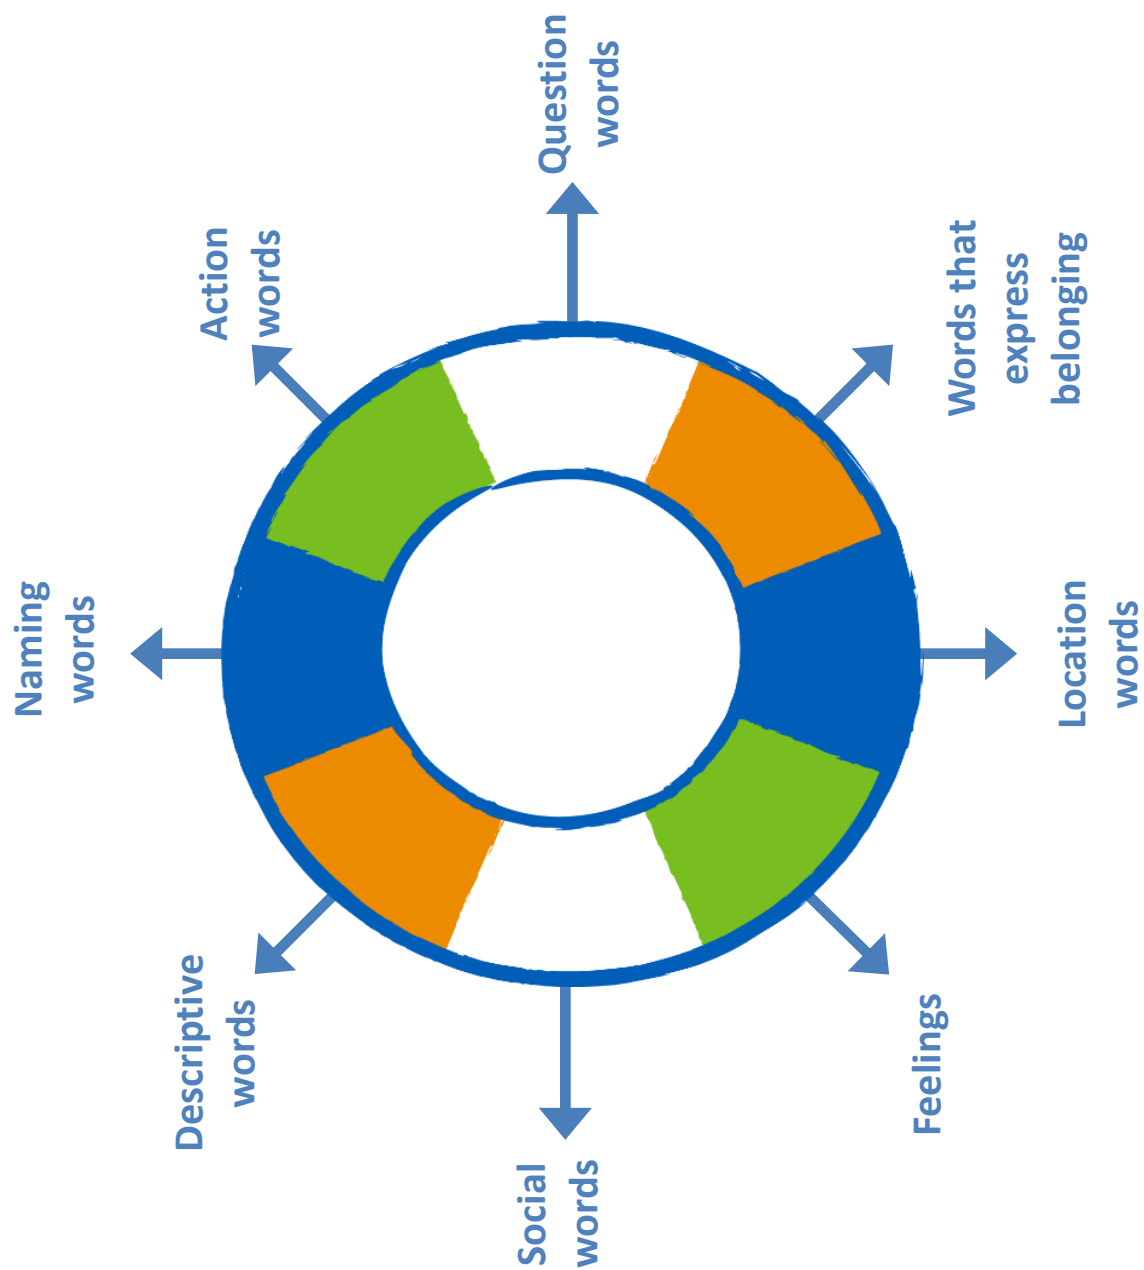 Naming
words
Action
words
Question
words
Words that
express
belonging
Location
words
Feelings
Social
words
Descriptive
words